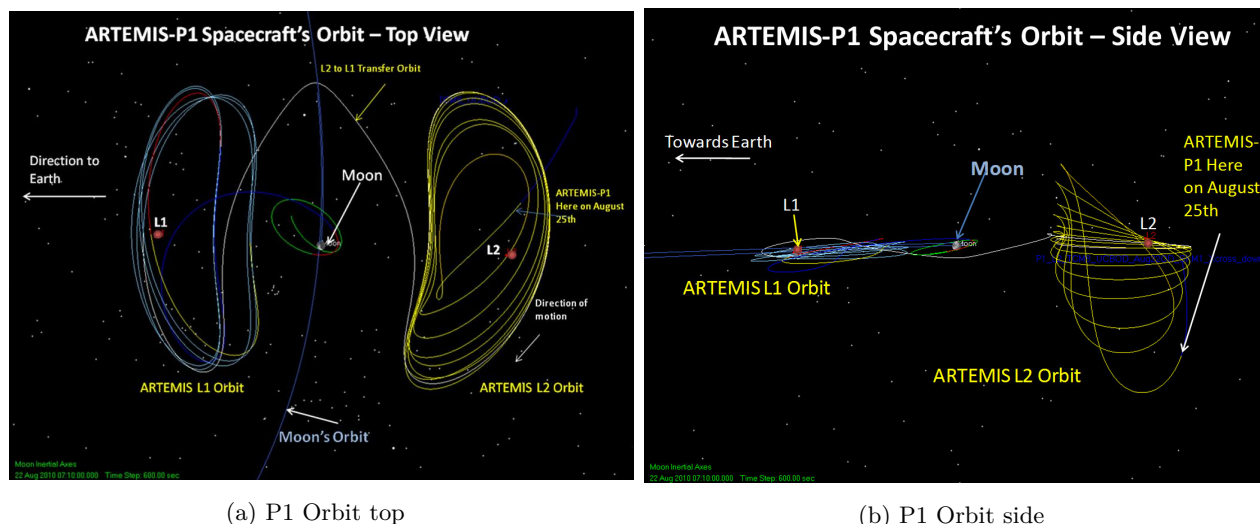 ARTEMIS-P1 Spacecraft's Orbit – Top View
L2 to L1 Transfer Orbit
Direction to
Earth
Moon
ARTEMIS-P1
Here on August
25th
L1
Moon
L2
Direction of
motion
ARTEMIS L1 Orbit
ARTEMIS L2 Orbit
Moon's Orbit
Moon Inertial Axes
22 Aug 2010 07:10:00.000 Time Step: 600.00 sec
(a) P1 Orbit top
ARTEMIS-P1 Spacecraft's Orbit – Side View
Towards Earth
ARTEMIS-
P1 Here
on August
25th
Moon
L1
L2
Moon
ARTEMIS L1 Orbit
ARTEMIS L2 Orbit
Moon Inertial Axes
22 Aug 2010 07:10:00.000 Time Step: 600.00 sec
(b) P1 Orbit side